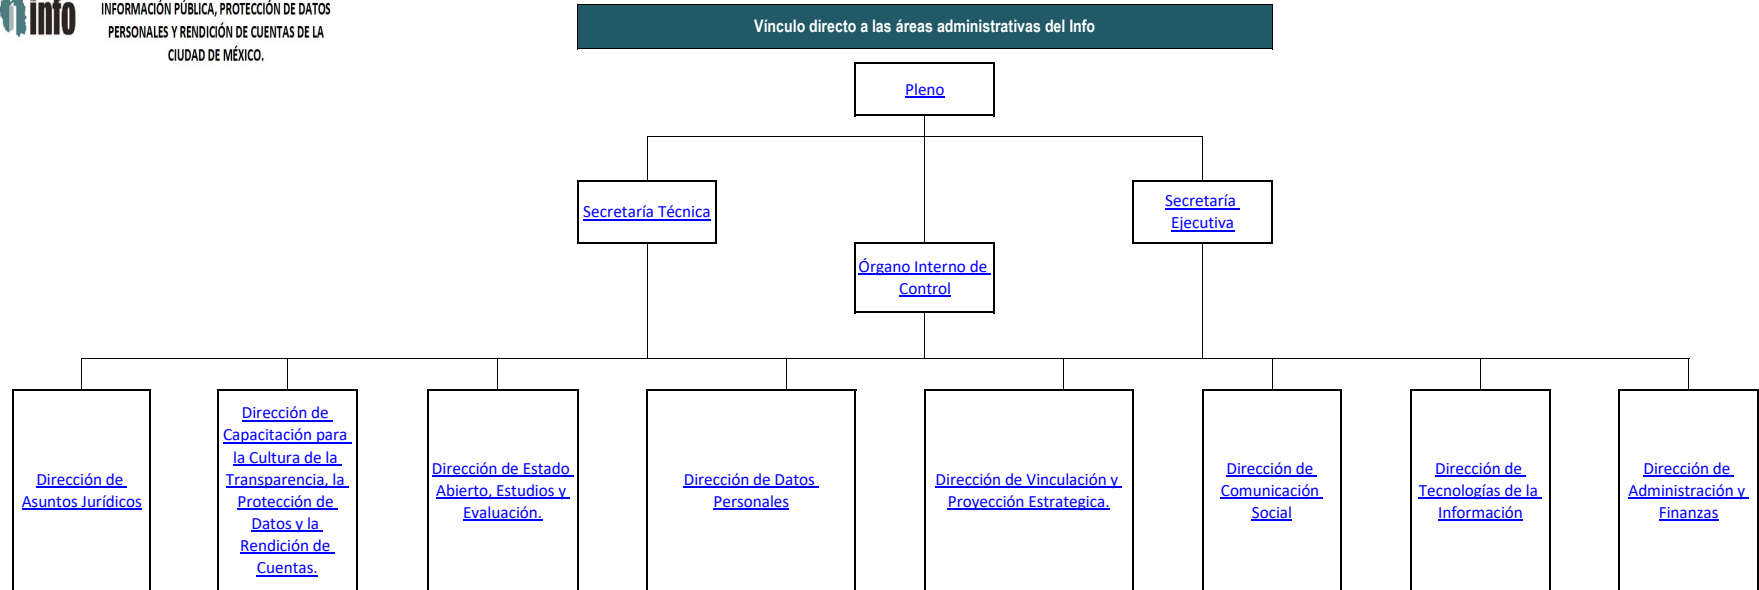 info
INFORMACIÓN PÚBLICA, PROTECCIÓN DE DATOS
PERSONALES Y RENDICIÓN DE CUENTAS DE LA
CIUDAD DE MÉXICO.
Vínculo directo a las áreas administrativas del Info
Pleno
Secretaría Técnica
Secretaría
Ejecutiva
Órgano Interno de
Control
Dirección de
Asuntos Jurídicos
Dirección de
Capacitación para
la Cultura de la
Transparencia, la
Protección de
Datos y la
Rendición de
Cuentas.
Dirección de Estado
Abierto, Estudios y
Evaluación.
Dirección de Datos
Personales
Dirección de Vinculación y
Proyección Estrategica.
Dirección de
Comunicación
Social
Dirección de
Tecnologías de la
Información
Dirección de
Administración y
Finanzas